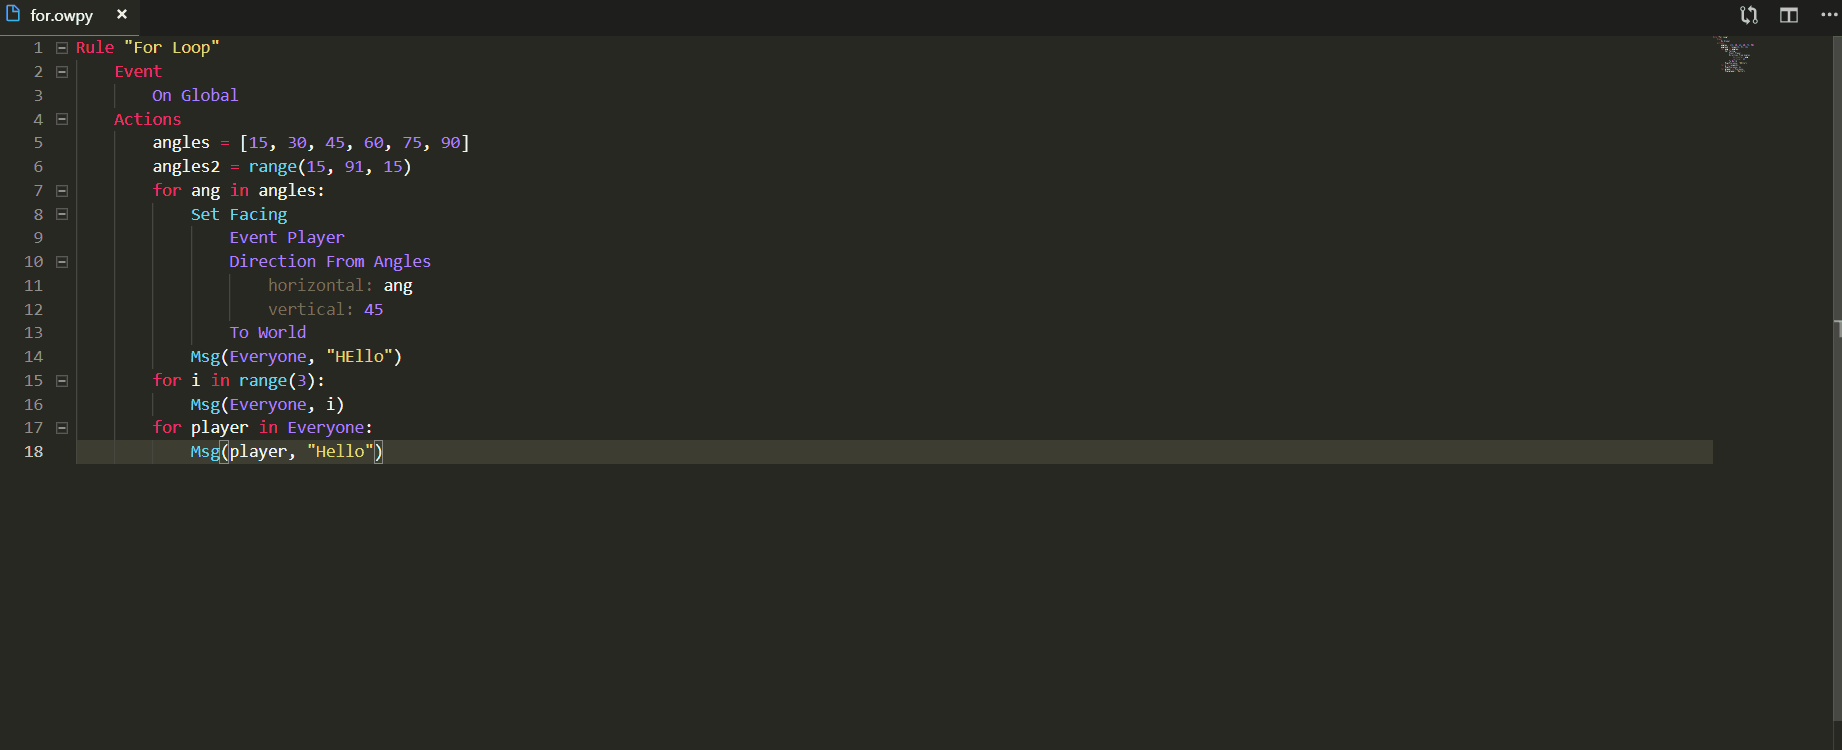 for.owpy ×
1 Rule "For Loop"
2 Event
3 On Global
4 Actions
5 angles = [15, 30, 45, 60, 75, 90]
6 angles2 = range(15, 91, 15)
7 for ang in angles:
8 Set Facing
9 Event Player
10 Direction From Angles
11 horizontal: ang
12 vertical: 45
13 To World
14 Msg(Everyone, "HEllo")
15 for i in range(3):
16 Msg(Everyone, i)
17 for player in Everyone:
18 Msg(player, "Hello")